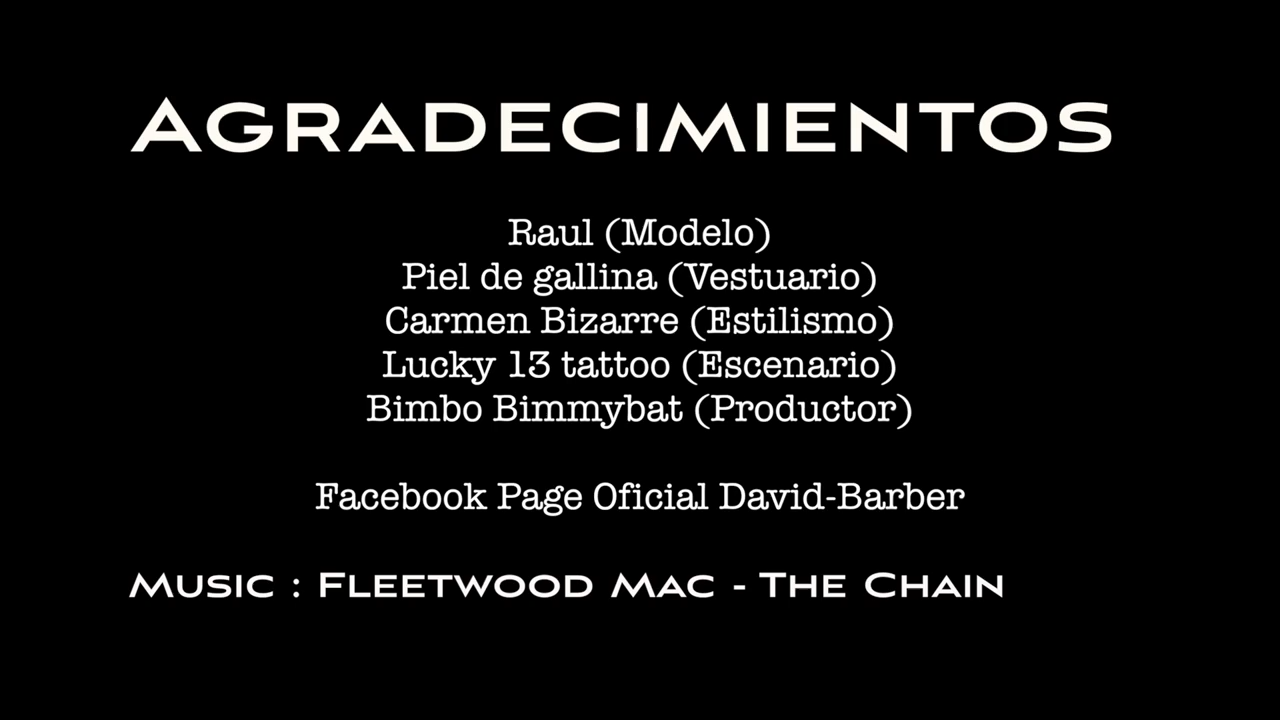 AGRADECIMIENTOS
Raul (Modelo)
Piel de gallina (Vestuario)
Carmen Bizarre (Estilismo)
Lucky 13 tattoo (Escenario)
Bimbo Bimmybat (Productor)
Facebook Page Oficial David-Barber
MUSIC : FLEETWOOD MAC - THE CHAIN